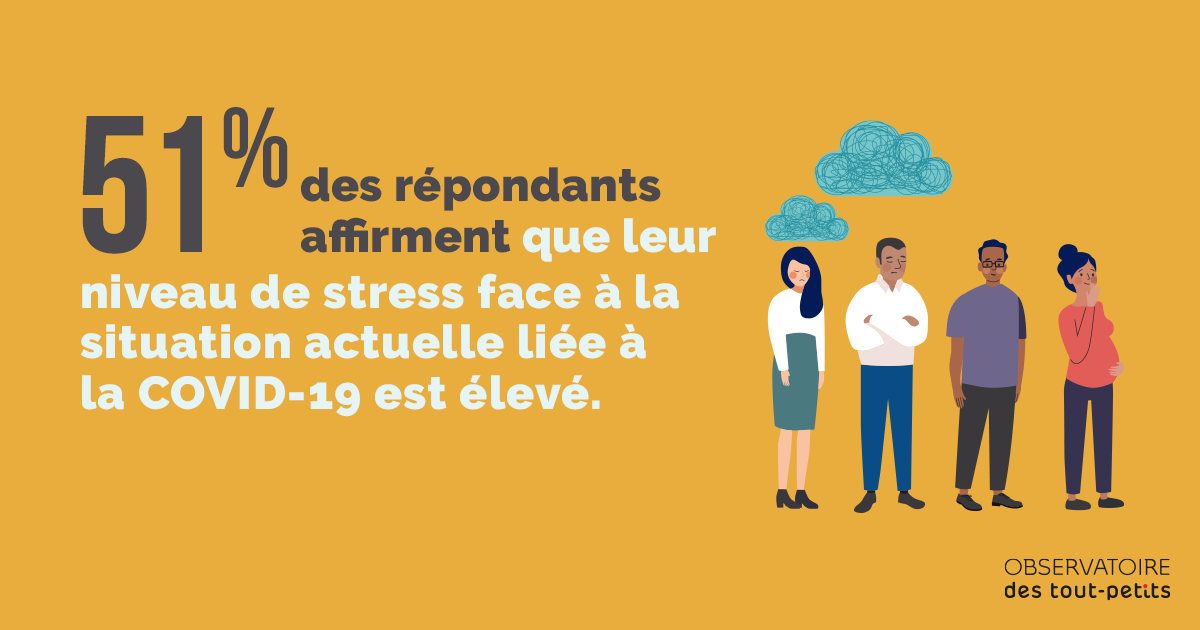 51% des répondants
affirment que leur
niveau de stress face à la
situation actuelle liée à
la COVID-19 est élevé.
OBSERVATOIRE
des tout-petits